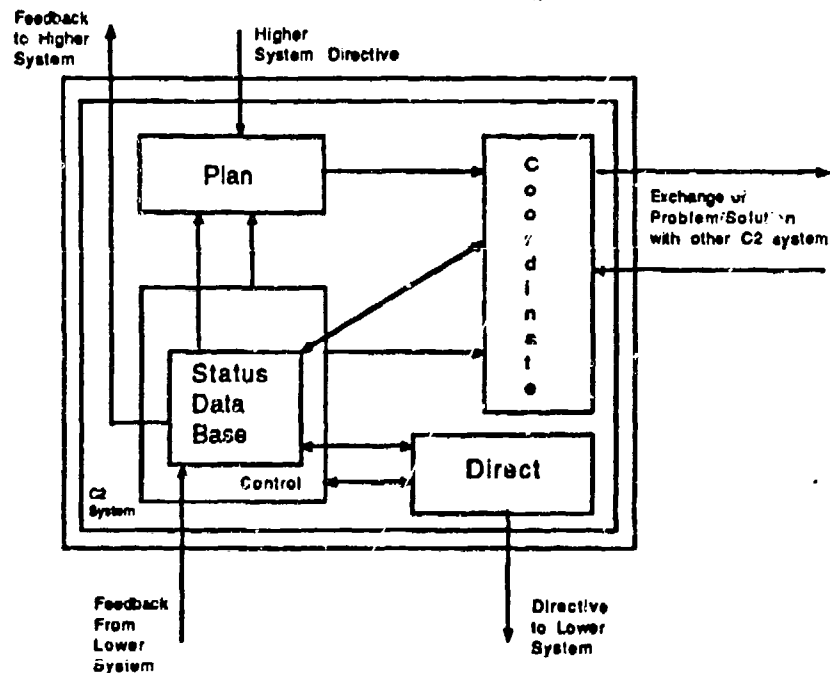 Feedback
to Higher
System
Higher
System Directive
Plan
Coordinate
Exchange of
Problem/Solution
with other C2 system
Status
Data
Base
Control
C2
System
Direct
Feedback
From
Lower
System
Directive
to Lower
System